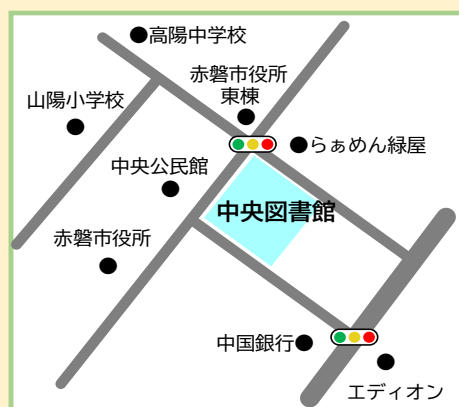 高陽中学校
赤磐市役所
東棟
山陽小学校
らぁめん緑屋
中央公民館
中央図書館
赤磐市役所
中国銀行
エディオン